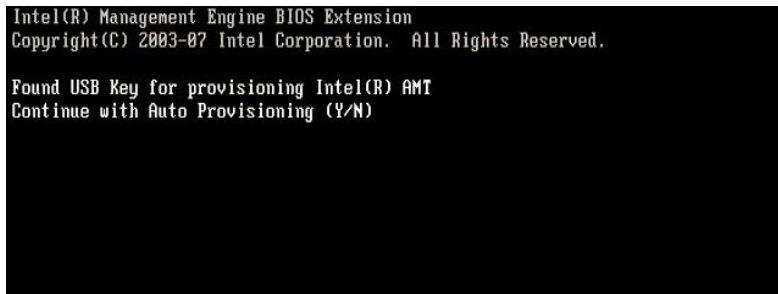 Intel(R) Management Engine BIOS Extension
Copyright(C) 2003-07 Intel Corporation.  All Rights Reserved.
Found USB Key for provisioning Intel(R) AMT
Continue with Auto Provisioning (Y/N)